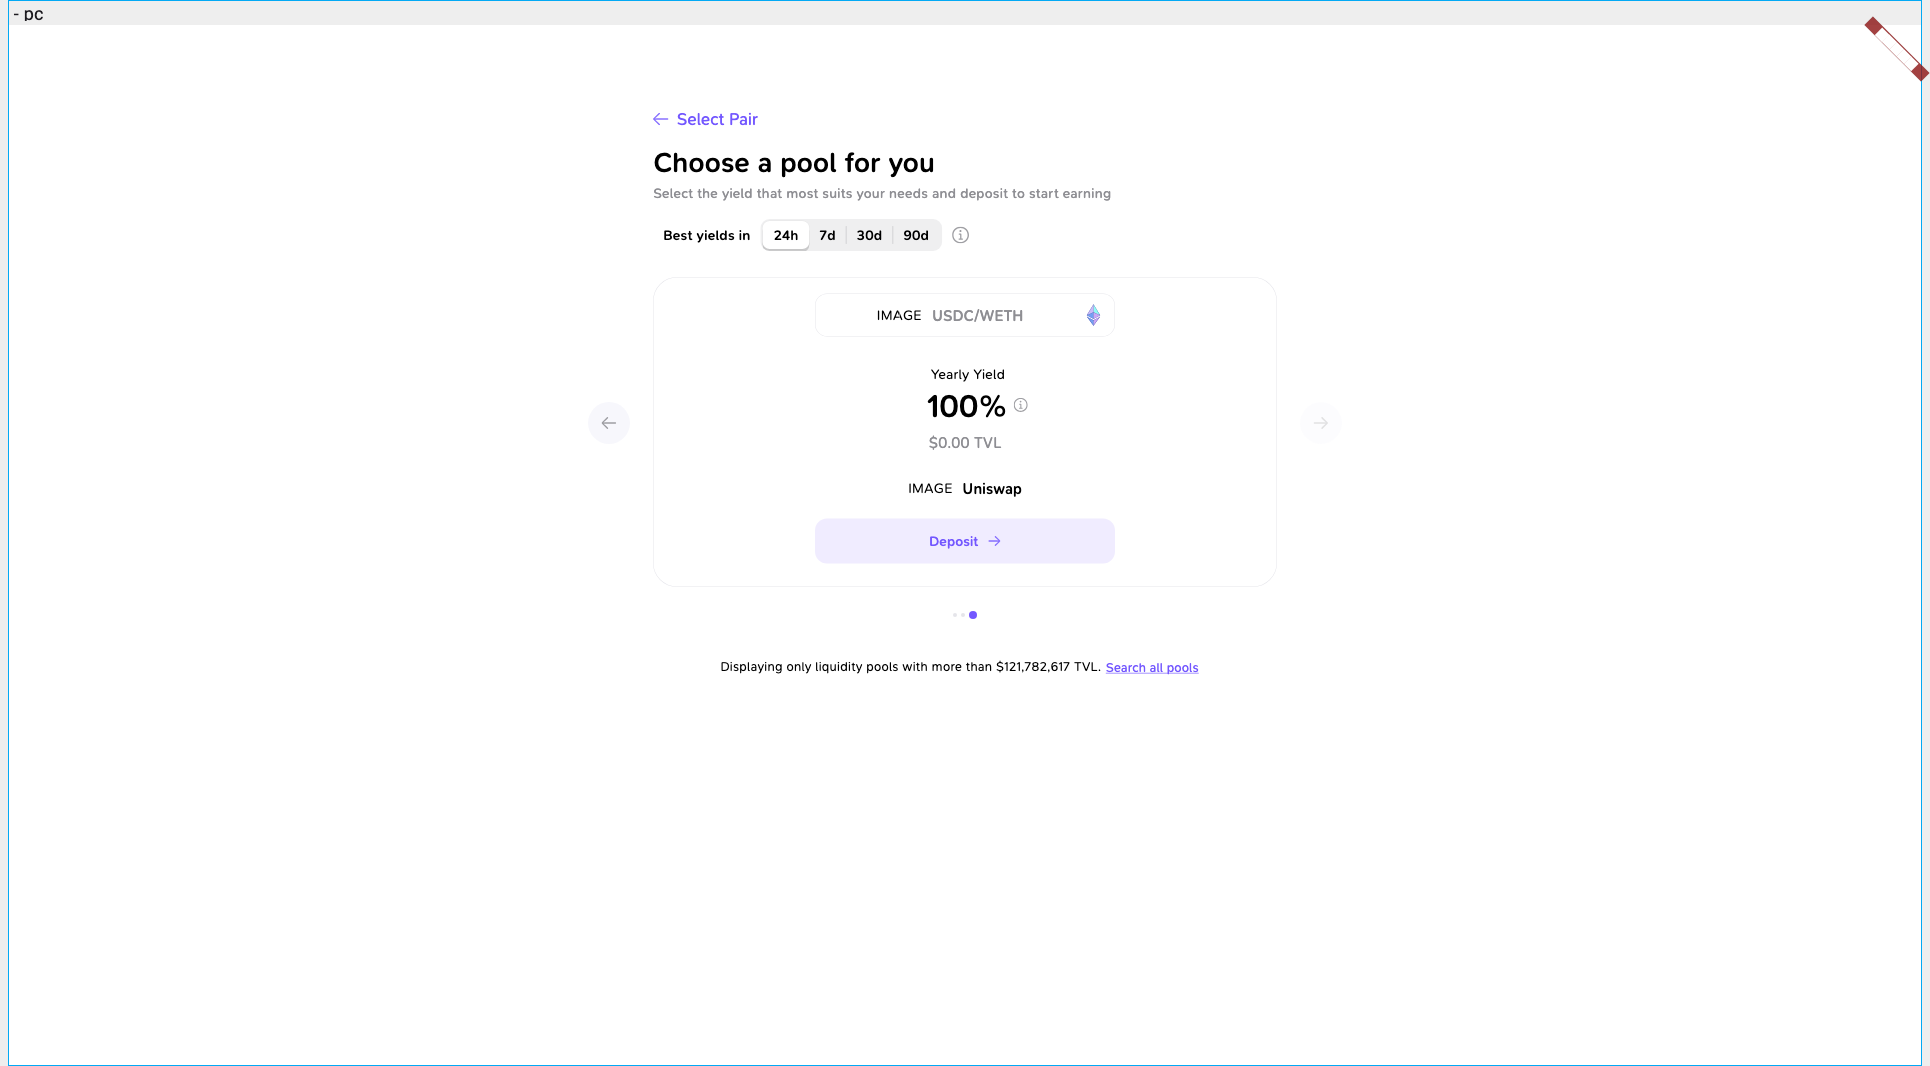 - pc
Select Pair
Choose a pool for you
Select the yield that most suits your needs and deposit to start earning
Best yields in 24h 7d 30d 90d
IMAGE USDC/WETH
Yearly Yield
100%
$0.00 TVL
IMAGE Uniswap
Deposit
Displaying only liquidity pools with more than $121,782,617 TVL. Search all pools